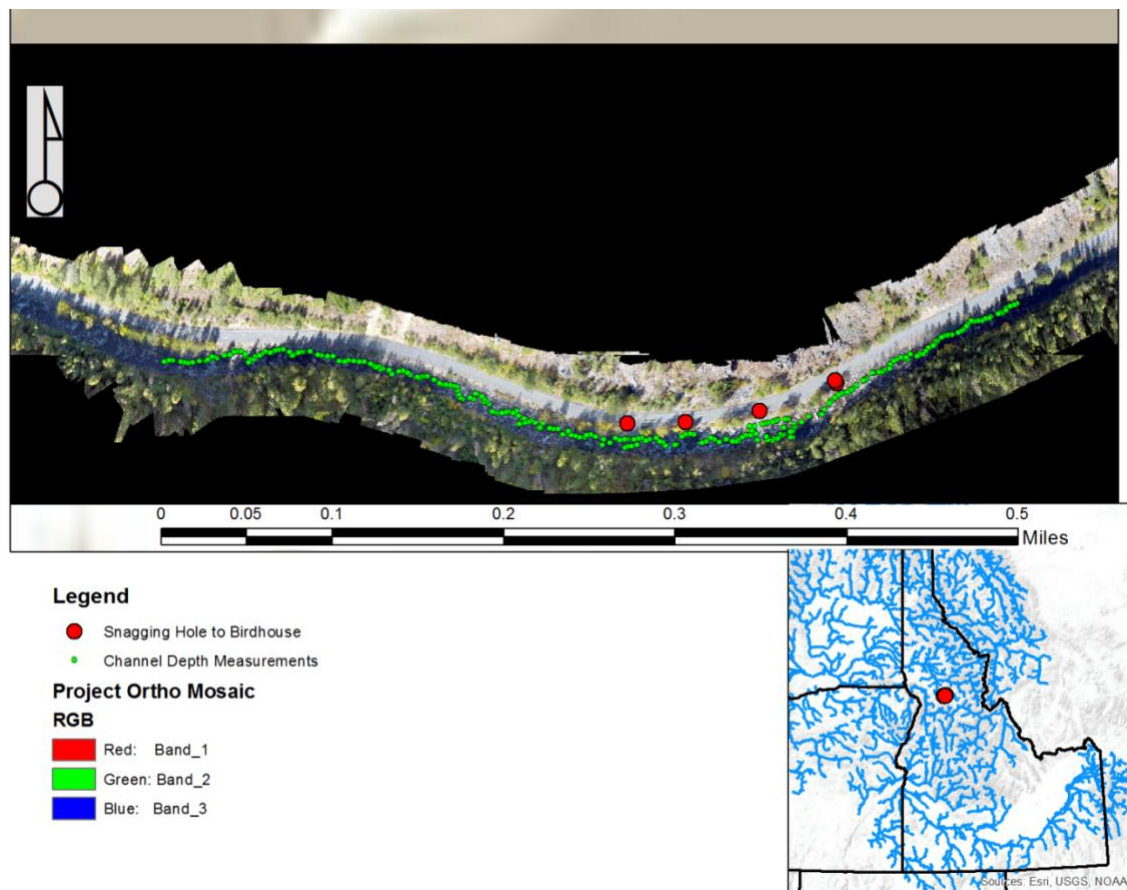 0 0.05 0.1 0.2 0.3 0.4 0.5
Miles
Legend
Snagging Hole to Birdhouse
Channel Depth Measurements
Project Ortho Mosaic
RGB
Red: Band_1
Green: Band_2
Blue: Band_3
Sources: Esri, USGS, NOAA